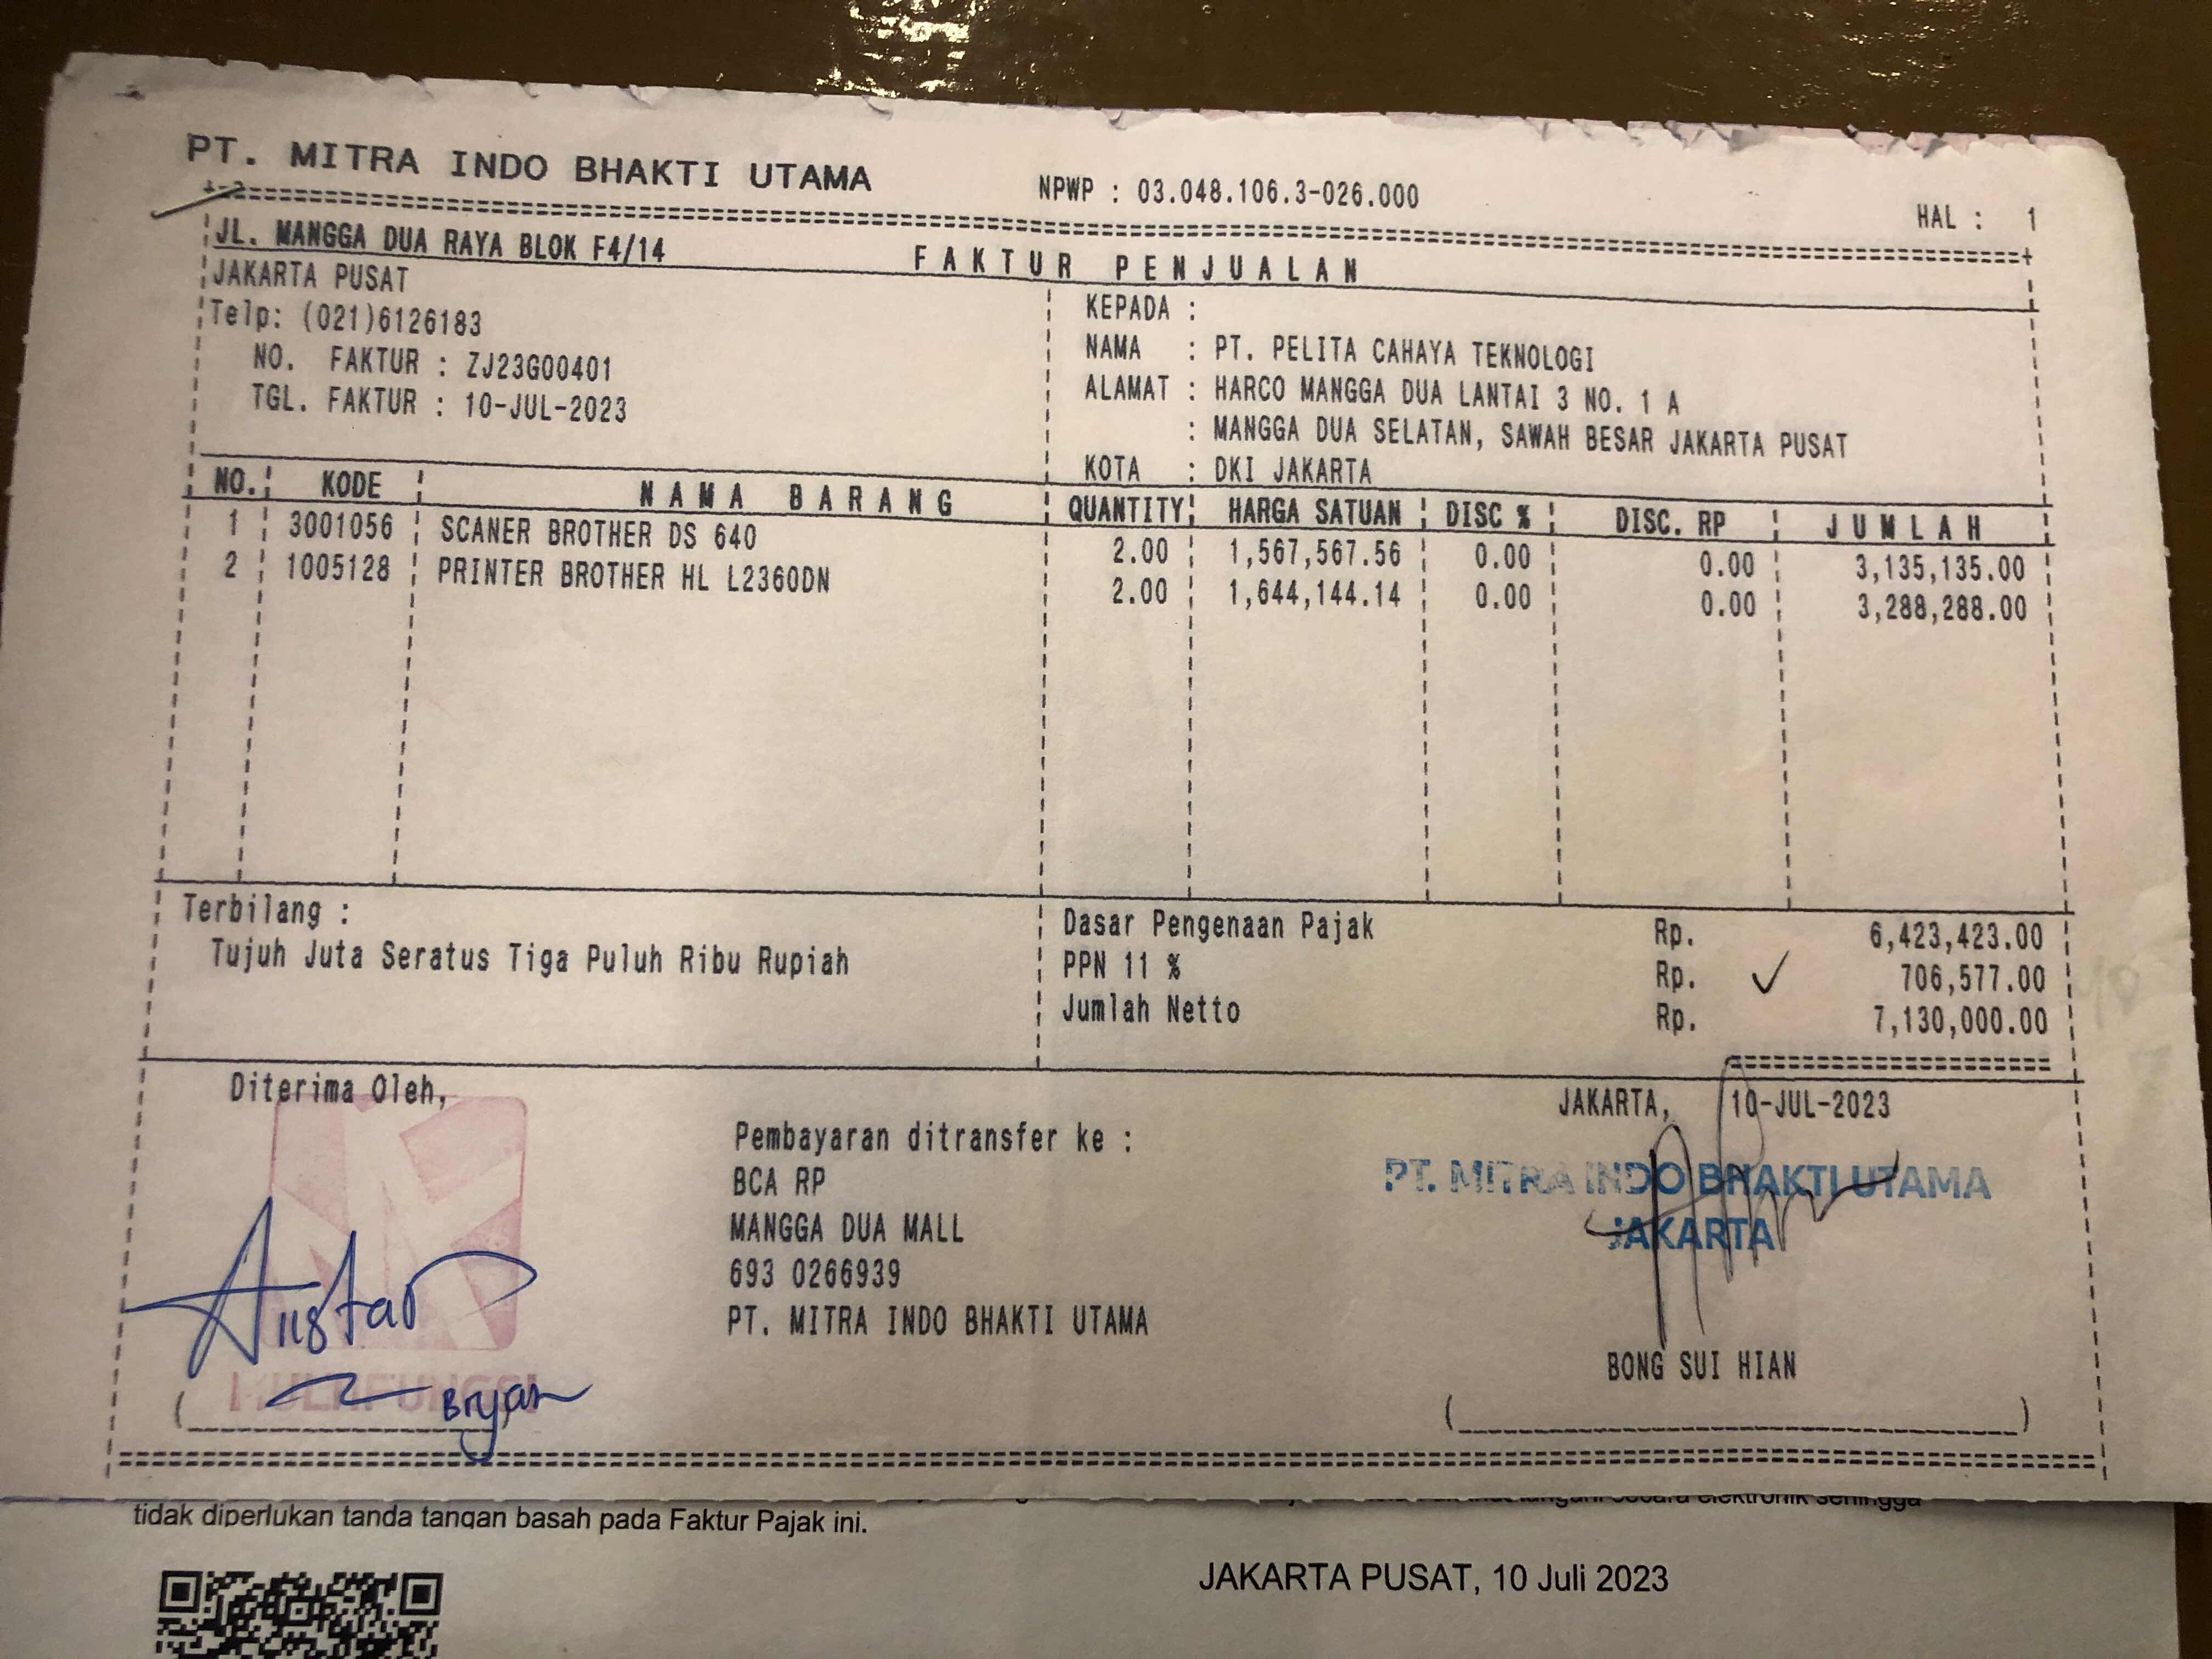 PT. MITRA INDO BHAKTI UTAMA
NPWP : 03.048.106.3-026.000
HAL : 1
JL. MANGGA DUA RAYA BLOK F4/14
FAKTUR PENJUALAN
JAKARTA PUSAT
Telp: (021)6126183
NO. FAKTUR : ZJ23G00401
TGL. FAKTUR : 10-JUL-2023
KEPADA :
NAMA : PT. PELITA CAHAYA TEKNOLOGI
ALAMAT : HARCO MANGGA DUA LANTAI 3 NO. 1 A
: MANGGA DUA SELATAN, SAWAH BESAR JAKARTA PUSAT
KOTA : DKI JAKARTA
NO. KODE NAMA BARANG QUANTITY HARGA SATUAN DISC % DISC. RP JUMLAH
1 3001056 SCANER BROTHER DS 640 2.00 1,567,567.56 0.00 0.00 3,135,135.00
2 1005128 PRINTER BROTHER HL L2360DN 2.00 1,644,144.14 0.00 0.00 3,288,288.00
Terbilang :
Tujuh Juta Seratus Tiga Puluh Ribu Rupiah
Dasar Pengenaan Pajak Rp. 6,423,423.00
PPN 11 % Rp. 706,577.00
Jumlah Netto Rp. 7,130,000.00
Diterima Oleh,
Bryan
Pembayaran ditransfer ke :
BCA RP
MANGGA DUA MALL
693 0266939
PT. MITRA INDO BHAKTI UTAMA
JAKARTA, 10-JUL-2023
PT. MITRA INDO BHAKTI UTAMA
JAKARTA
BONG SUI HIAN
tidak diperlukan tanda tangan basah pada Faktur Pajak ini.
JAKARTA PUSAT, 10 Juli 2023